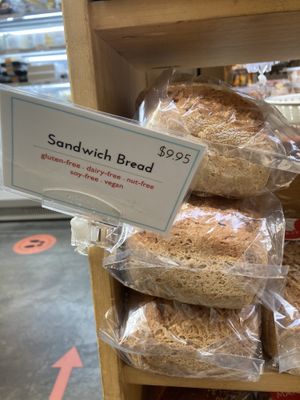 Sandwich Bread $9.95
gluten-free . dairy-free . nut-free
soy-free . vegan